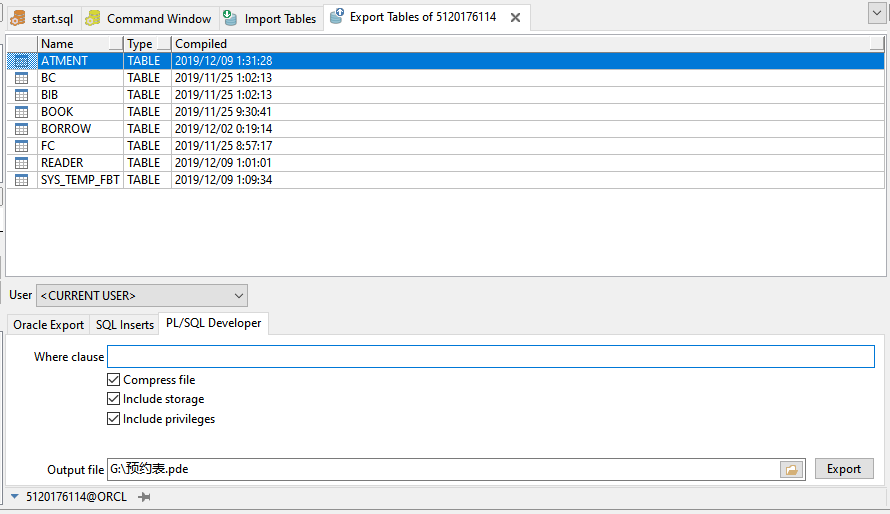 start.sql Command Window Import Tables Export Tables of 5120176114
Name Type Compiled
ATMENT TABLE 2019/12/09 1:31:28
BC TABLE 2019/11/25 1:02:13
BIB TABLE 2019/11/25 1:02:13
BOOK TABLE 2019/11/25 9:30:41
BORROW TABLE 2019/12/02 0:19:14
FC TABLE 2019/11/25 8:57:17
READER TABLE 2019/12/09 1:01:01
SYS_TEMP_FBT TABLE 2019/12/09 1:09:34
User <CURRENT USER>
Oracle Export SQL Inserts PL/SQL Developer
Where clause
Compress file
Include storage
Include privileges
Output file G:\预约表.pde Export
5120176114@ORCL